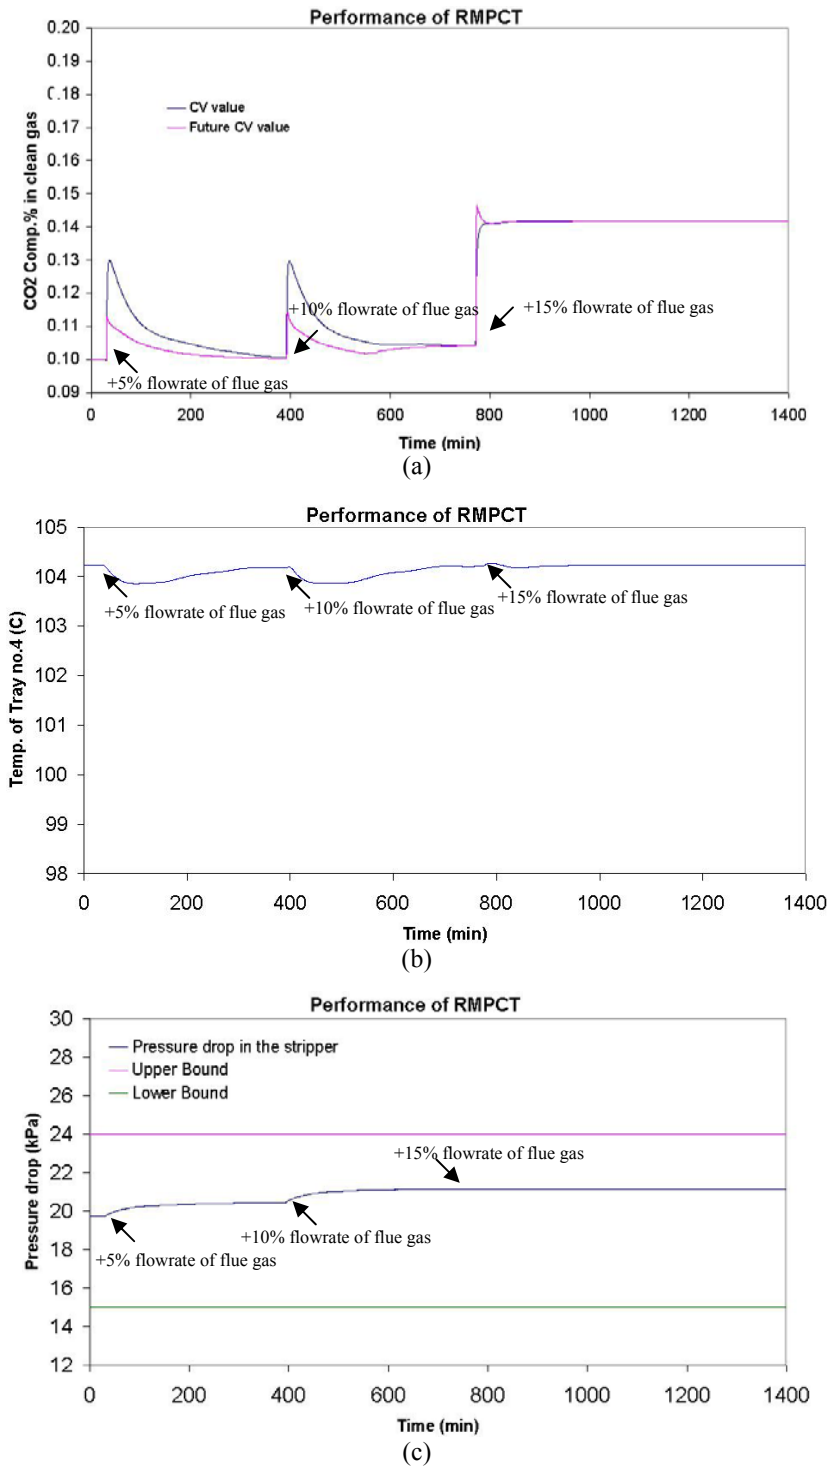 Performance of RMPCT
0.20
0.19
0.18
0.17
0.16
0.15
0.14
0.13
0.12
0.11
0.10
0.09
CO2 Comp.% in clean gas
CV value
Future CV value
+10% flowrate of flue gas
+15% flowrate of flue gas
+5% flowrate of flue gas
0 200 400 600 800 1000 1200 1400
Time (min)
(a)
Performance of RMPCT
105
104
103
102
101
100
99
98
Temp. of Tray no.4 (C)
+5% flowrate of flue gas
+10% flowrate of flue gas
+15% flowrate of flue gas
0 200 400 600 800 1000 1200 1400
Time (min)
(b)
Performance of RMPCT
30
28
26
24
22
20
18
16
14
12
Pressure drop (kPa)
Pressure drop in the stripper
Upper Bound
Lower Bound
+15% flowrate of flue gas
+10% flowrate of flue gas
+5% flowrate of flue gas
0 200 400 600 800 1000 1200 1400
Time (min)
(c)